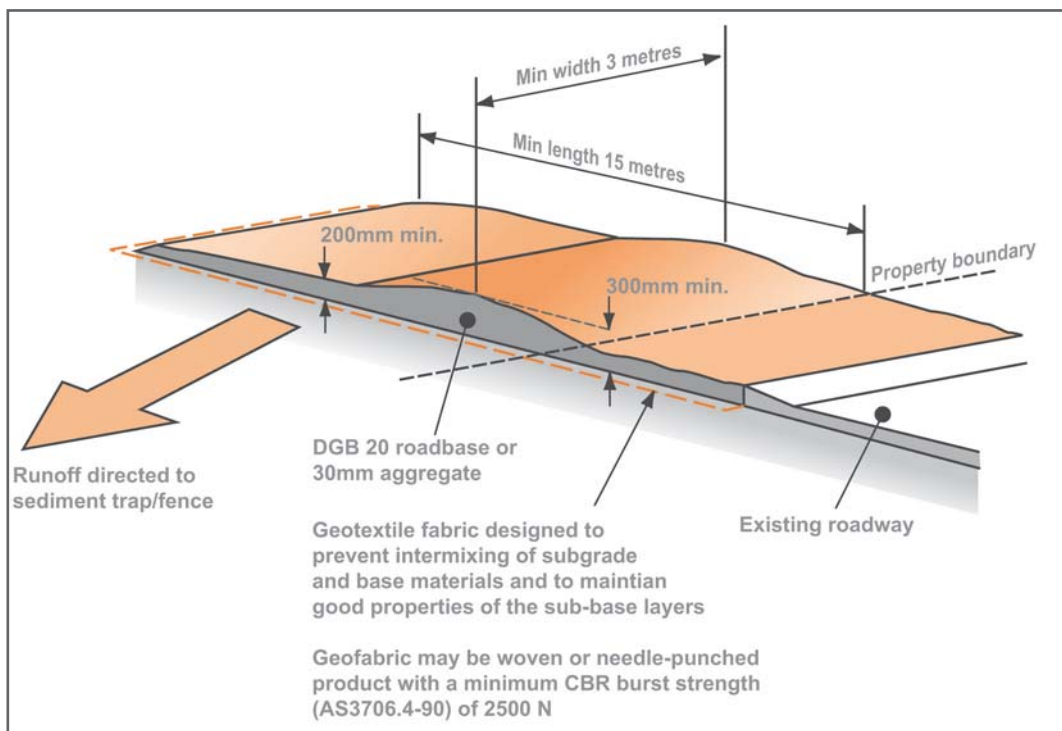 Min width 3 metres
Min length 15 metres
200mm min.
Property boundary
300mm min.
Runoff directed to
sediment trap/fence
DGB 20 roadbase or
30mm aggregate
Existing roadway
Geotextile fabric designed to
prevent intermixing of subgrade
and base materials and to maintian
good properties of the sub-base layers
Geofabric may be woven or needle-punched
product with a minimum CBR burst strength
(AS3706.4-90) of 2500 N